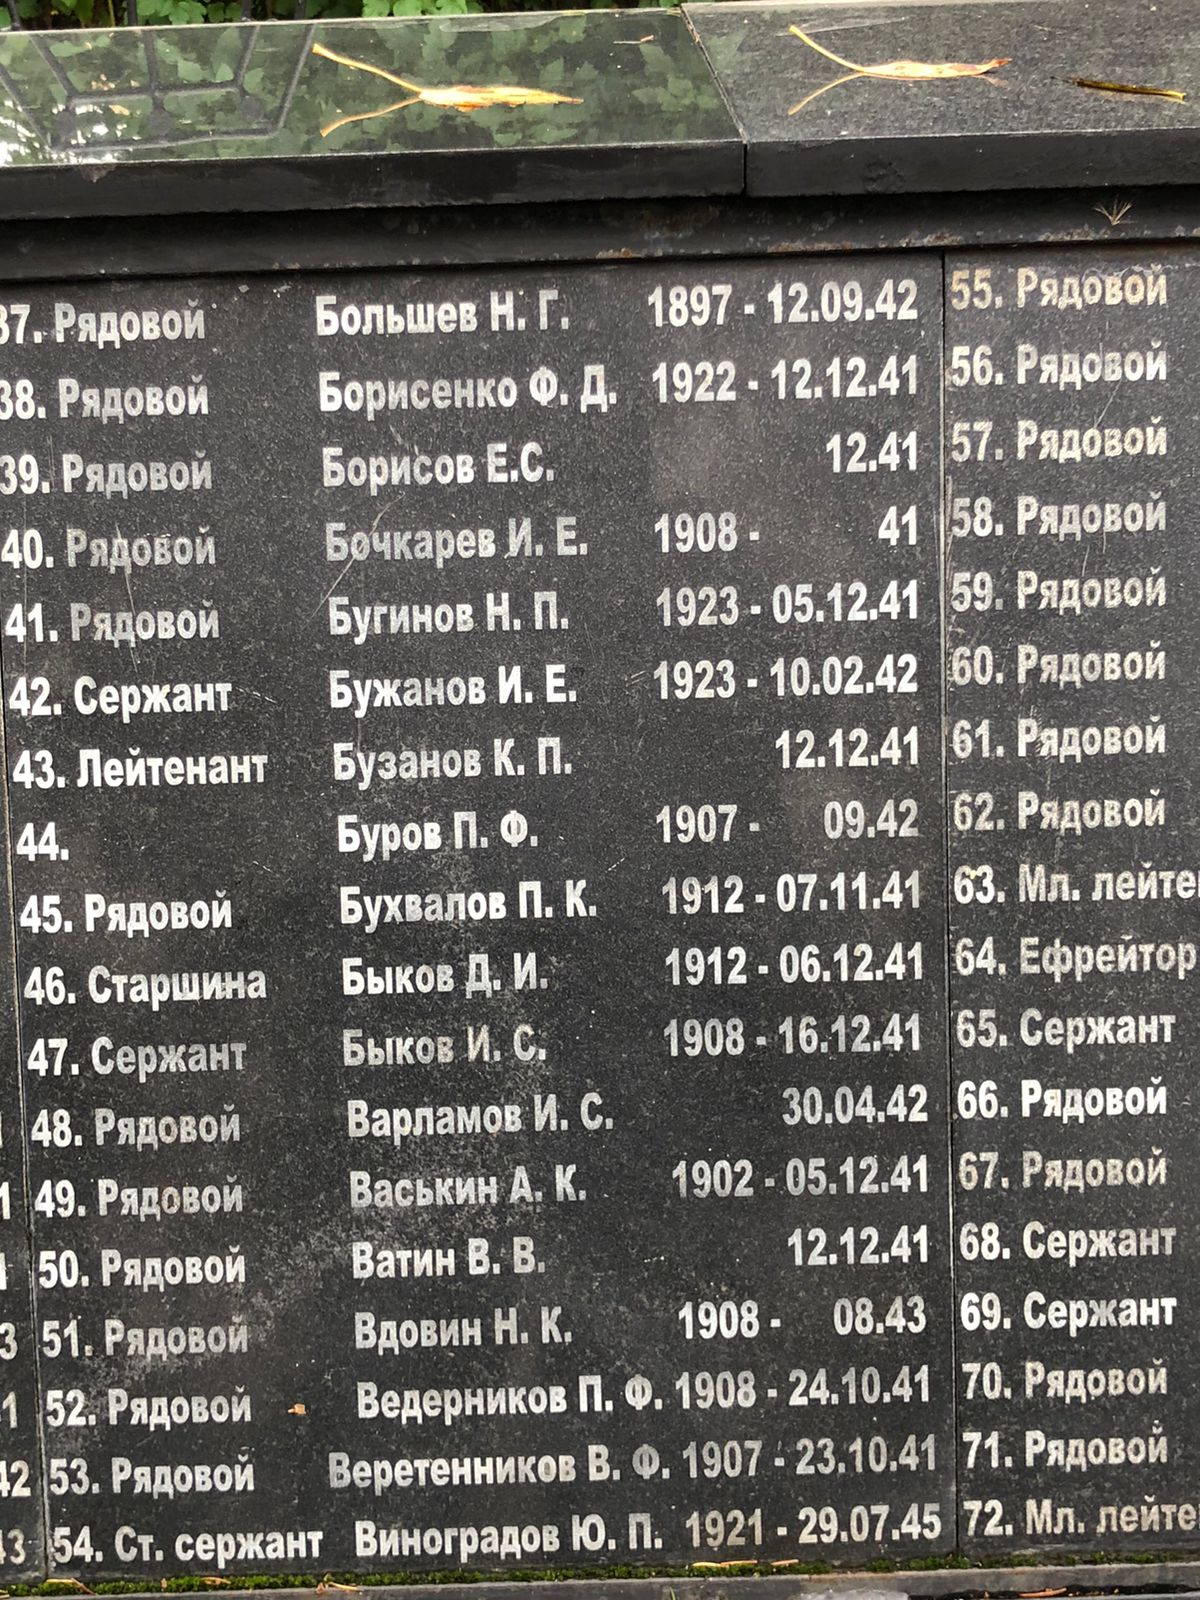 37. Рядовой Большев Н. Г. 1897 - 12.09.42
38. Рядовой Борисенко Ф. Д. 1922 - 12.12.41
39. Рядовой Борисов Е.С. 12.41
40. Рядовой Бочкарев И. Е. 1908 - 41
41. Рядовой Бугинов Н. П. 1923 - 05.12.41
42. Сержант Бужанов И. Е. 1923 - 10.02.42
43. Лейтенант Бузанов К. П. 12.12.41
44. Буров П. Ф. 1907 - 09.42
45. Рядовой Бухвалов П. К. 1912 - 07.11.41
46. Старшина Быков Д. И. 1912 - 06.12.41
47. Сержант Быков И. С. 1908 - 16.12.41
48. Рядовой Варламов И. С. 30.04.42
49. Рядовой Васькин А. К. 1902 - 05.12.41
50. Рядовой Ватин В. В. 12.12.41
51. Рядовой Вдовин Н. К. 1908 - 08.43
52. Рядовой Ведерников П. Ф. 1908 - 24.10.41
53. Рядовой Веретенников В. Ф. 1907 - 23.10.41
54. Ст. сержант Виноградов Ю. П. 1921 - 29.07.45
55. Рядовой
56. Рядовой
57. Рядовой
58. Рядовой
59. Рядовой
60. Рядовой
61. Рядовой
62. Рядовой
63. Мл. лейте
64. Ефрейтор
65. Сержант
66. Рядовой
67. Рядовой
68. Сержант
69. Сержант
70. Рядовой
71. Рядовой
72. Мл. лейте